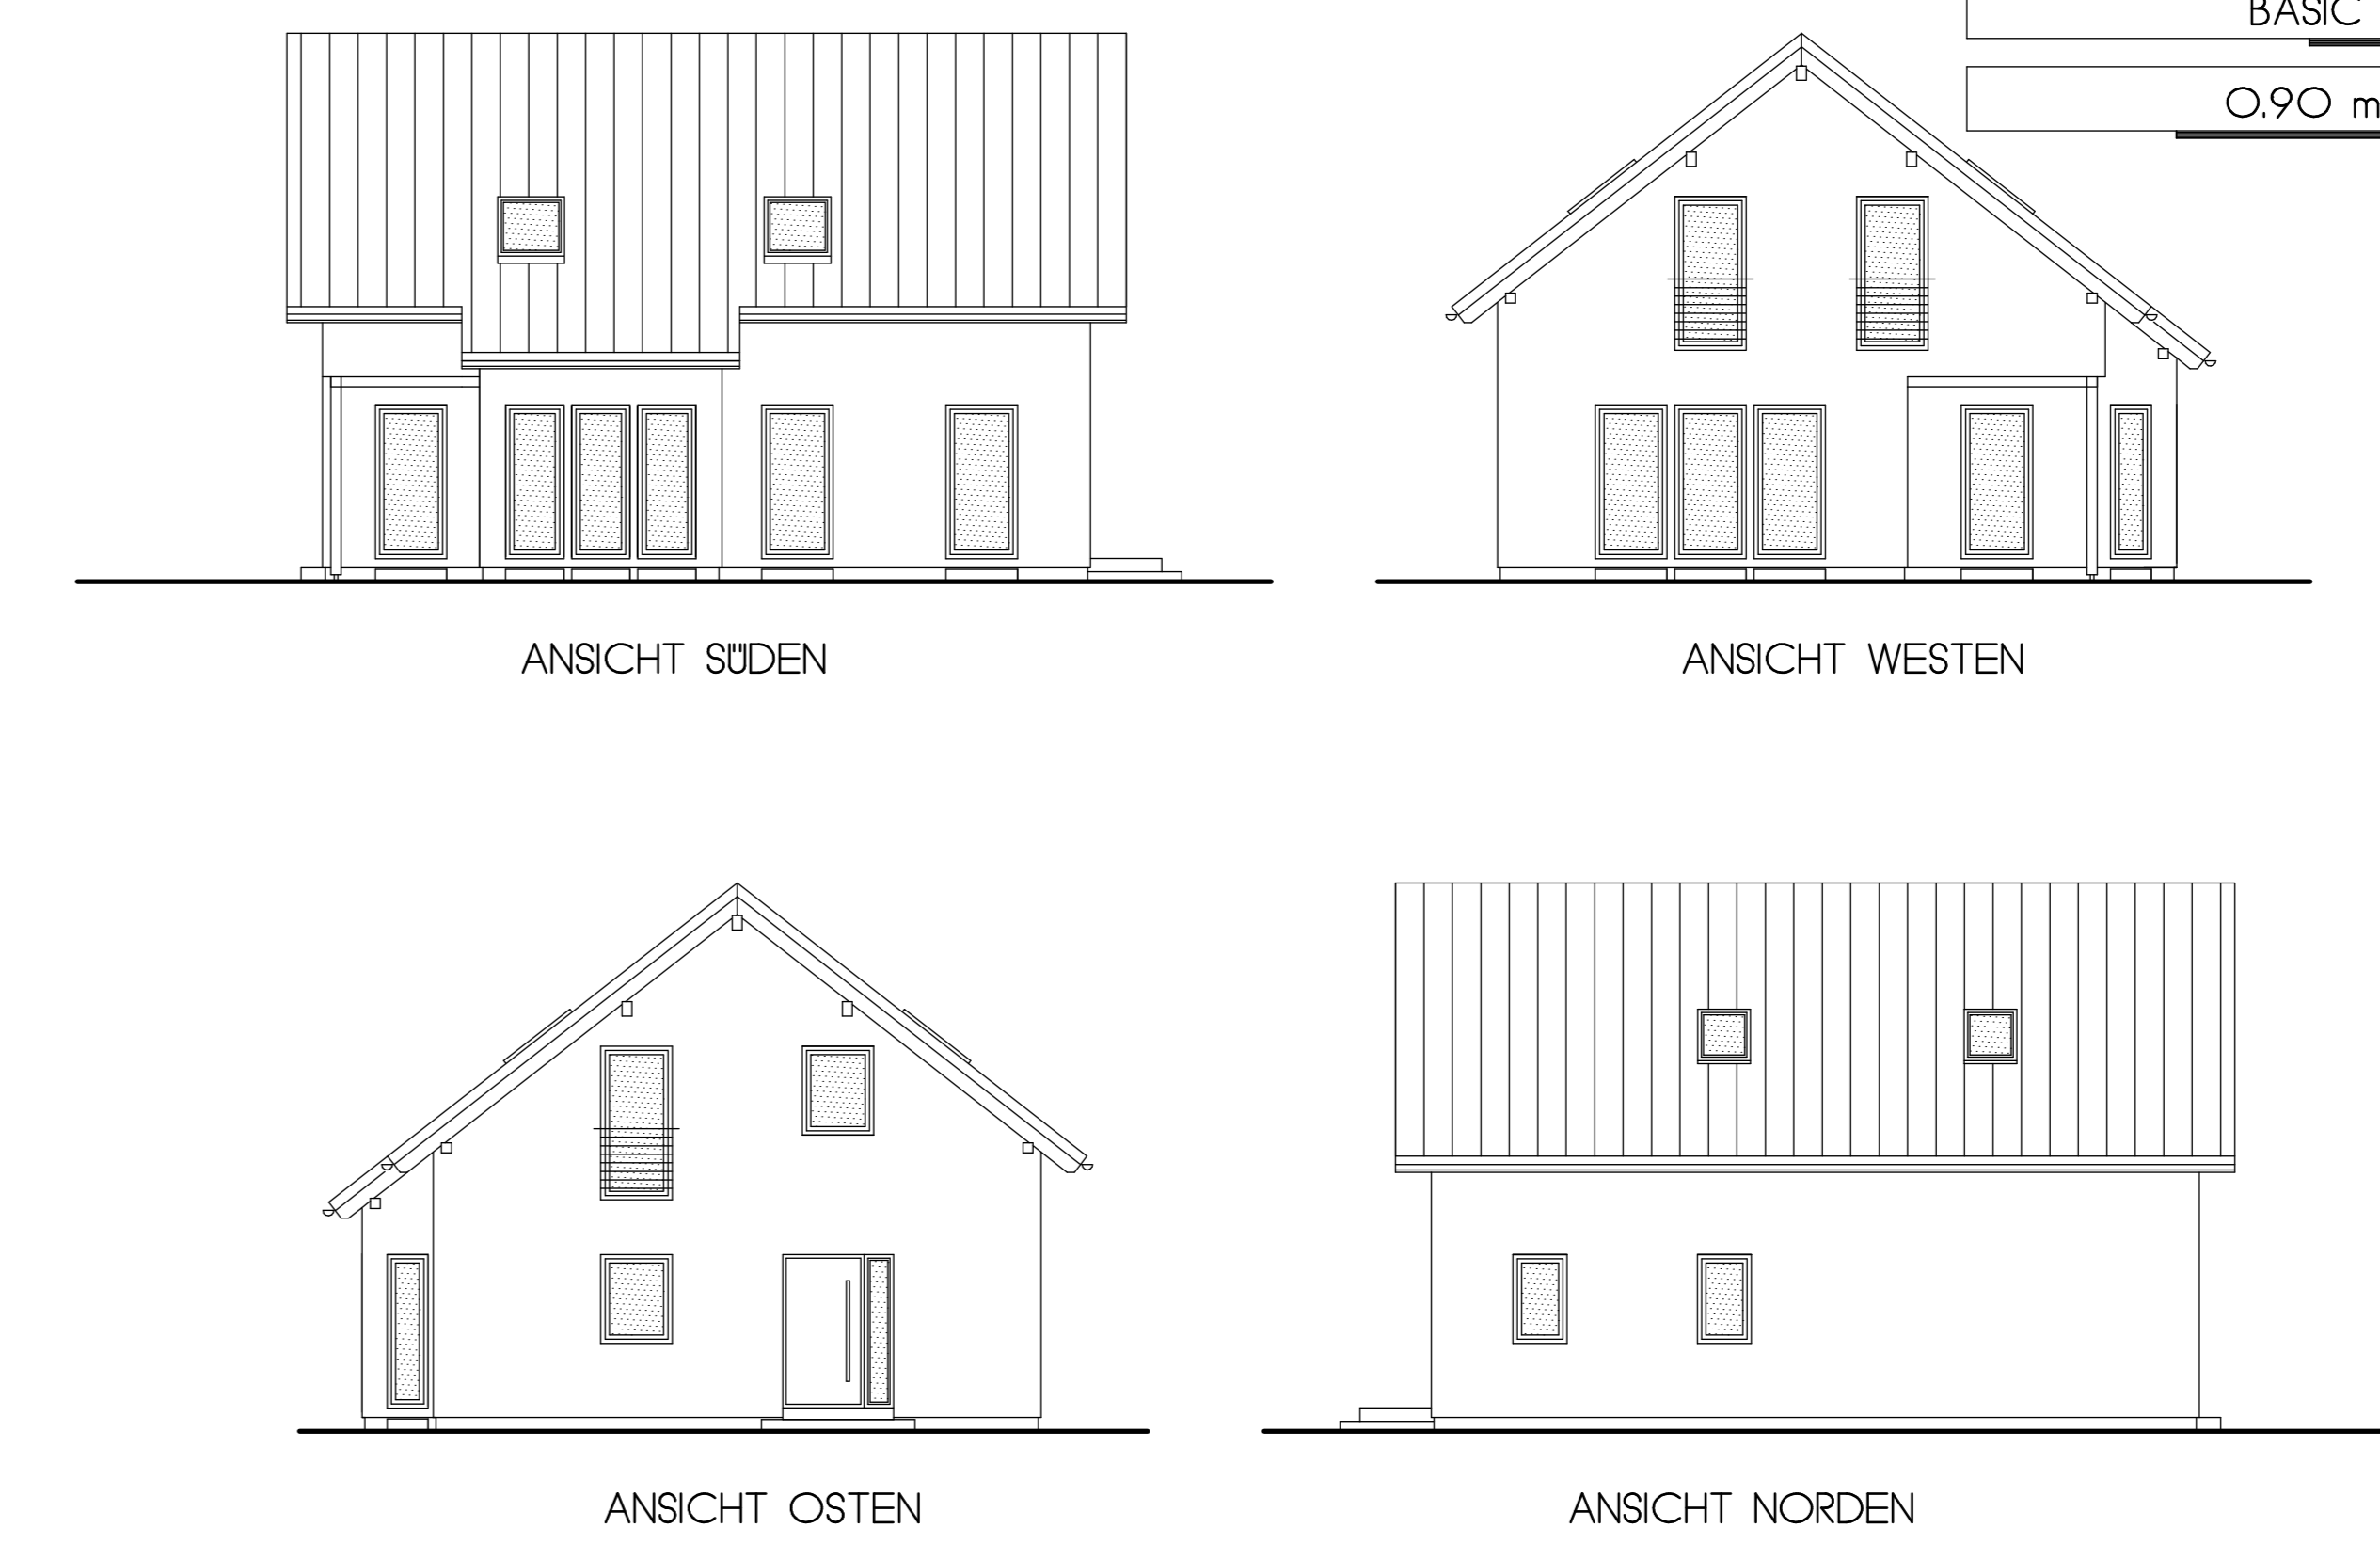 BASIC
0.90 m
ANSICHT SÜDEN
ANSICHT WESTEN
ANSICHT OSTEN
ANSICHT NORDEN